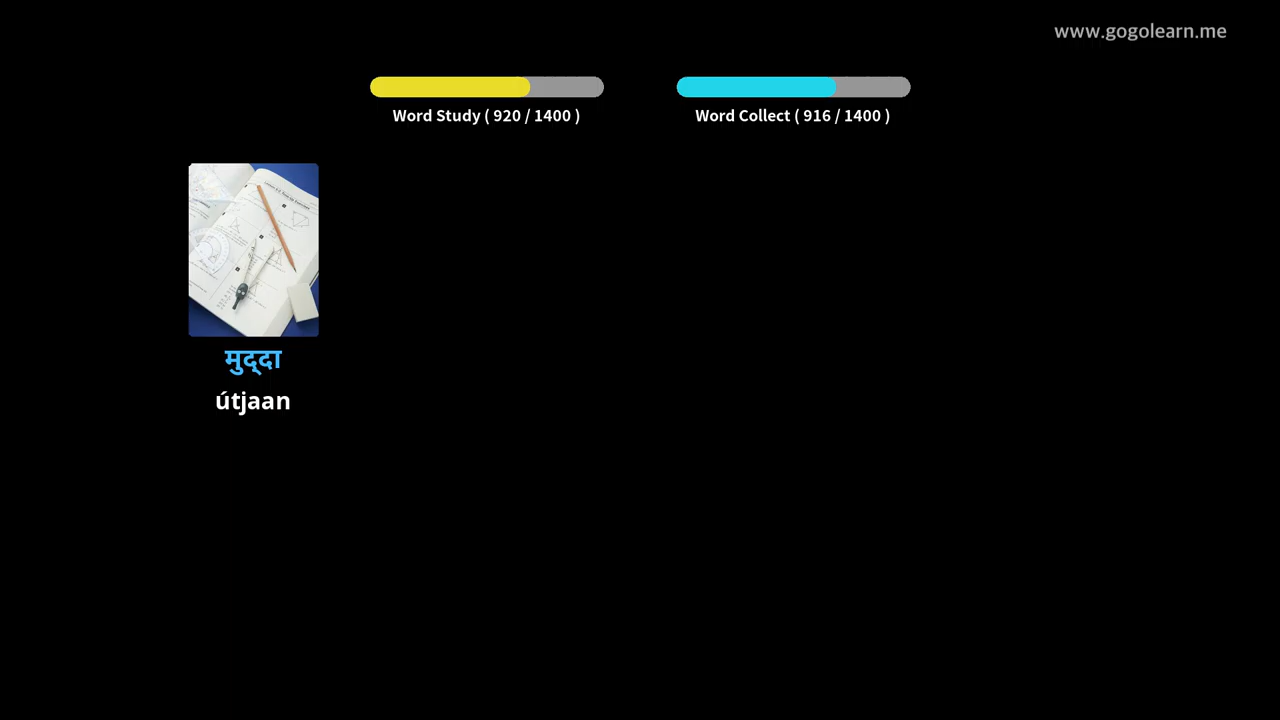 www.gogolearn.me
Word Study ( 920 / 1400 )
Word Collect ( 916 / 1400 )
मुद्‌दा
útjaan